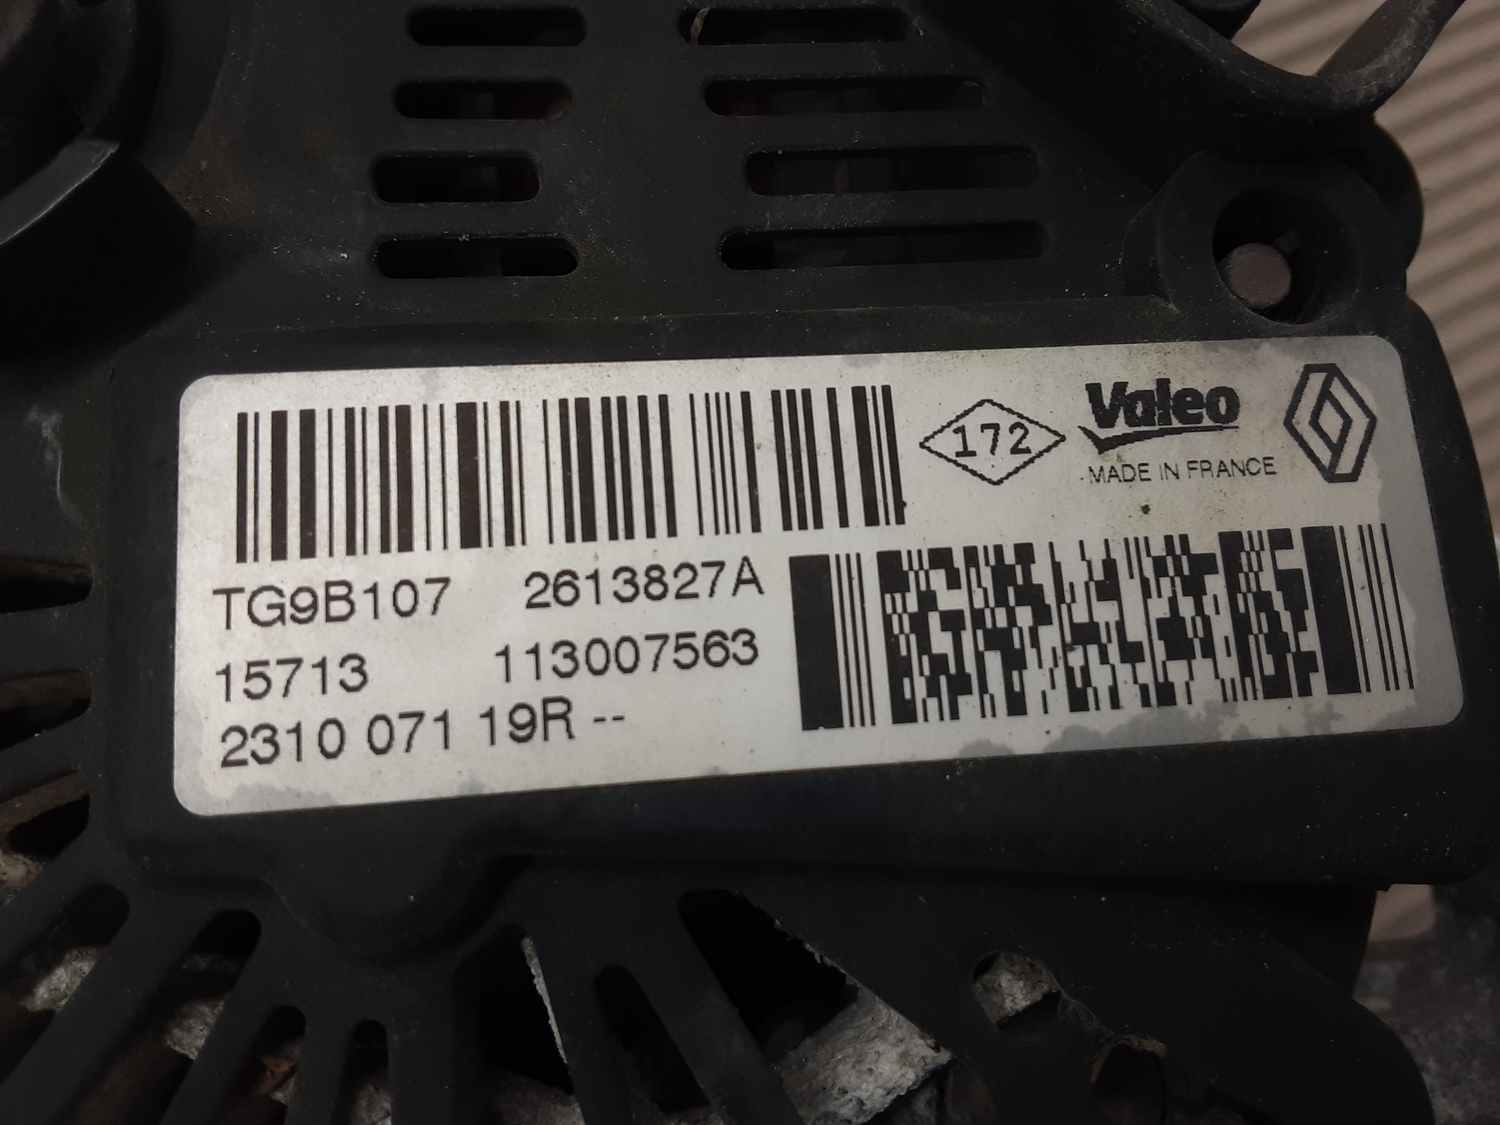 172
Valeo
MADE IN FRANCE
TG9B107 2613827A
15713 113007563
2310 071 19R --